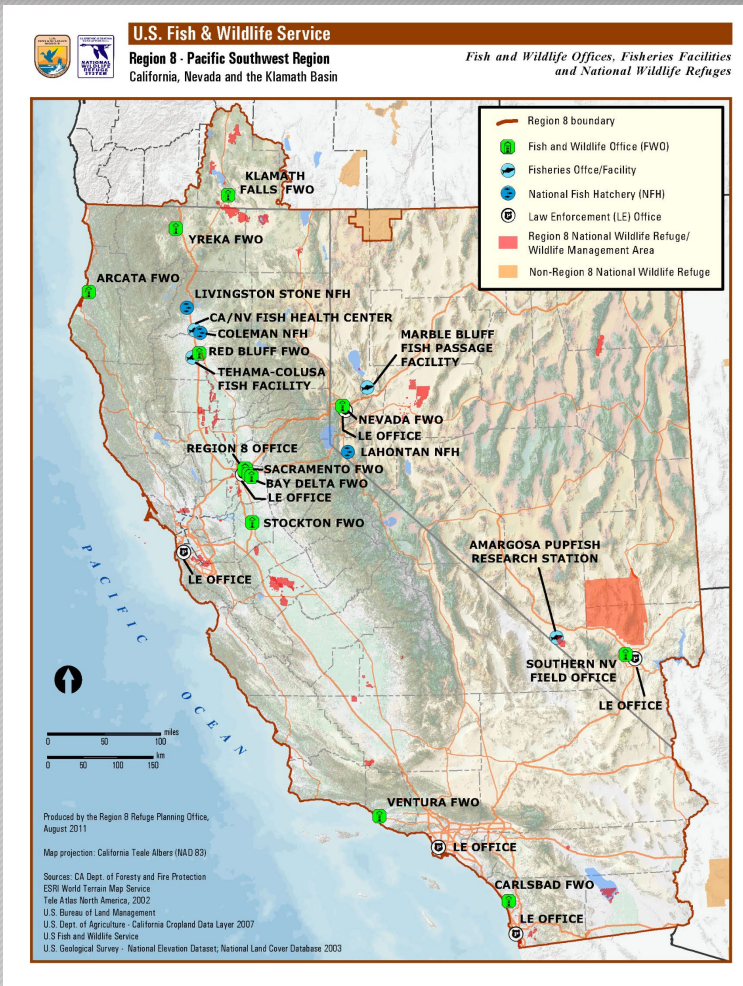 U.S. Fish & Wildlife Service
Region 8 - Pacific Southwest Region
California, Nevada and the Klamath Basin
Fish and Wildlife Offices, Fisheries Facilities
and National Wildlife Refuges
NATIONAL
WILDLIFE
REFUGE
SYSTEM
Region 8 boundary
Fish and Wildlife Office (FWO)
Fisheries Offce/Facility
National Fish Hatchery (NFH)
Law Enforcement (LE) Office
Region 8 National Wildlife Refuge/
Wildlife Management Area
Non-Region 8 National Wildlife Refuge
KLAMATH
FALLS FWO
YREKA FWO
ARCATA FWO
LIVINGSTON STONE NFH
CA/NV FISH HEALTH CENTER
COLEMAN NFH
RED BLUFF FWO
TEHAMA-COLUSA
FISH FACILITY
MARBLE BLUFF
FISH PASSAGE
FACILITY
NEVADA FWO
LE OFFICE
LAHONTAN NFH
REGION 8 OFFICE
SACRAMENTO FWO
BAY DELTA FWO
LE OFFICE
STOCKTON FWO
LE OFFICE
AMARGOSA PUPFISH
RESEARCH STATION
SOUTHERN NV
FIELD OFFICE
LE OFFICE
PACIFIC
OCEAN
miles
0 50 100
km
0 50 100 150
VENTURA FWO
LE OFFICE
CARLSBAD FWO
LE OFFICE
Produced by the Region 8 Refuge Planning Office,
August 2011
Map projection: California Teale Albers (NAD 83)
Sources: CA Dept. of Foresty and Fire Protection
ESRI World Terrain Map Service
Tele Atlas North America, 2002
U.S. Bureau of Land Management
U.S. Dept. of Agriculture - California Cropland Data Layer 2007
U.S Fish and Wildlife Service
U.S. Geological Survey - National Elevation Dataset; National Land Cover Database 2003